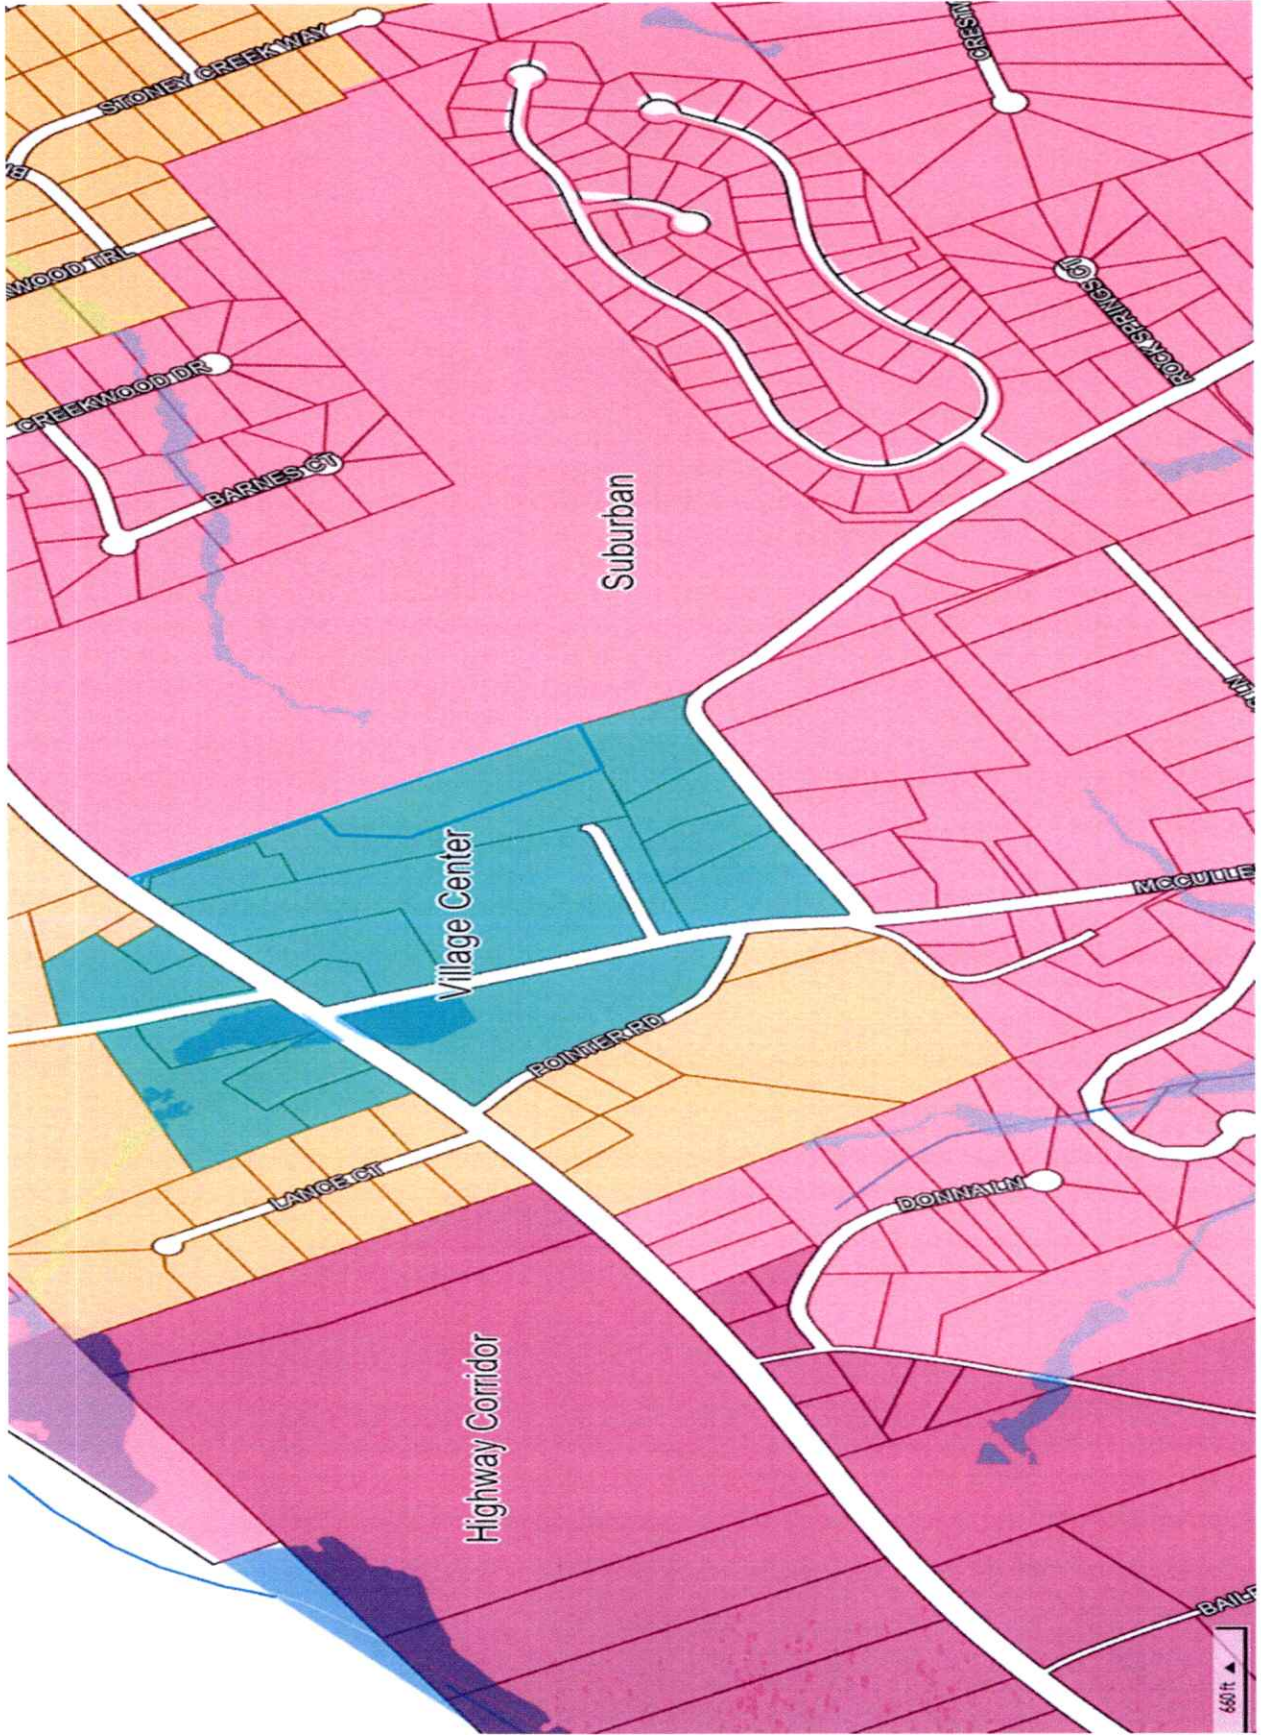 STONEY CREEK WAY
WOOD TRL
CREEKWOOD DR
BARNES CT
CREST
ROCK SPRINGS CT
Suburban
Village Center
MCCULLE
POINTER RD
LANCE CT
DONNA LN
Highway Corridor
660 ft